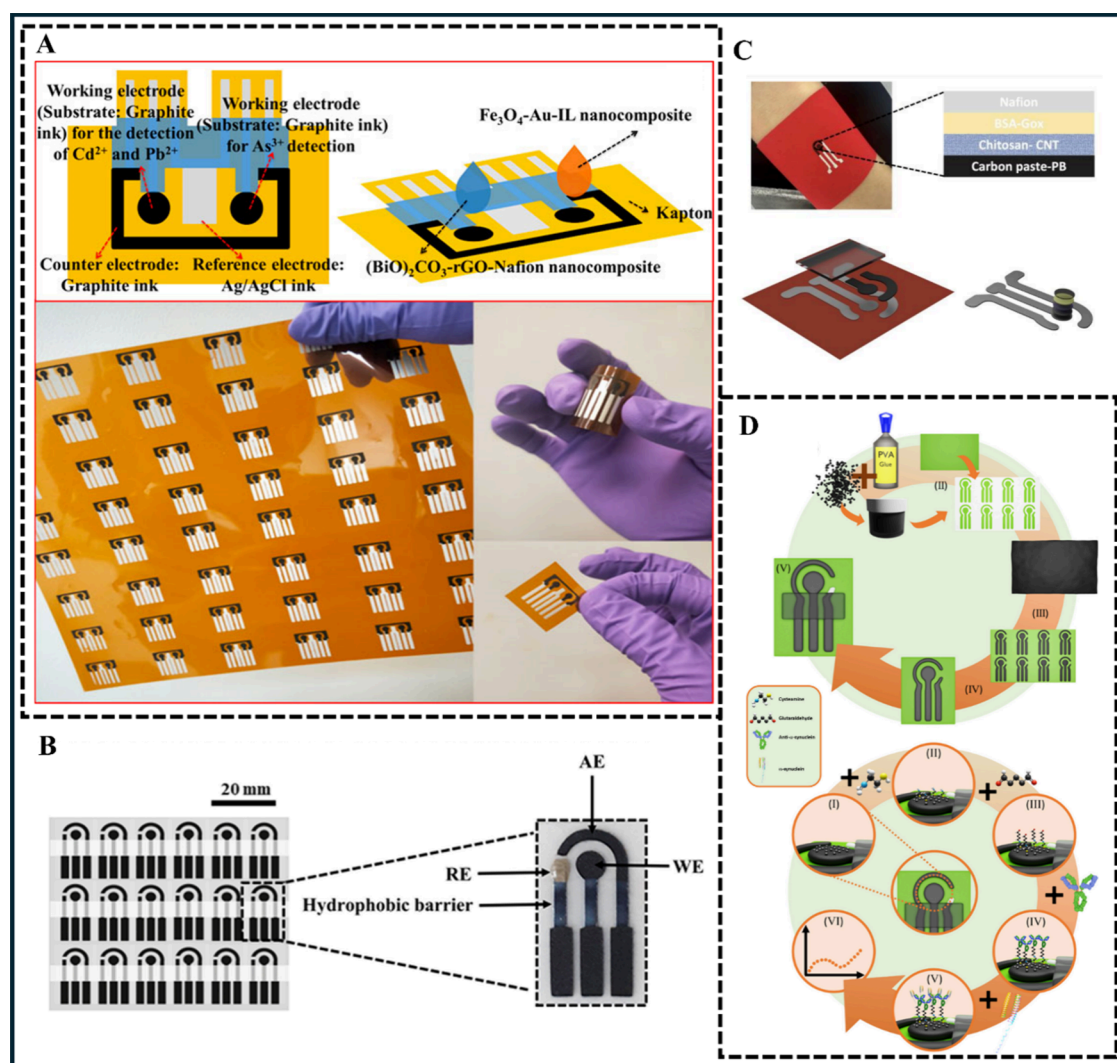 A
Working electrode
(Substrate: Graphite
ink) for the detection
of Cd²⁺ and Pb²⁺
Working electrode
(Substrate: Graphite ink)
for As³⁺ detection
Counter electrode:
Graphite ink
Reference electrode:
Ag/AgCl ink
Fe₃O₄-Au-IL nanocomposite
Kapton
(BiO)₂CO₃-rGO-Nafion nanocomposite
B
20 mm
AE
RE
WE
Hydrophobic barrier
C
Nafion
BSA-Gox
Chitosan- CNT
Carbon paste-PB
D
PVA
Glue
(II)
(III)
(IV)
(V)
Cysteamine
Glutaraldehyde
Anti-α-synuclein
α-synuclein
(I)
(II)
(III)
(IV)
(V)
(VI)